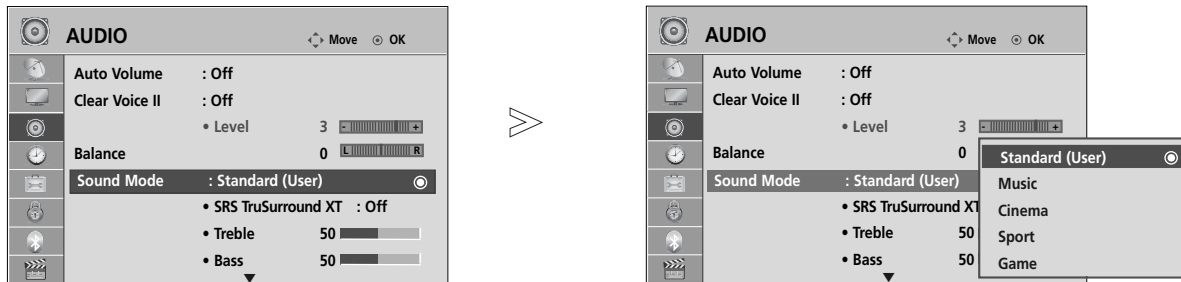 AUDIO Move OK
Auto Volume : Off
Clear Voice II : Off
• Level 3 - +
Balance 0 L R
Sound Mode : Standard (User)
• SRS TruSurround XT : Off
• Treble 50
• Bass 50
>
AUDIO Move OK
Auto Volume : Off
Clear Voice II : Off
• Level 3 - +
Balance 0
Sound Mode : Standard (User)
• SRS TruSurround XT
• Treble 50
• Bass 50
Standard (User)
Music
Cinema
Sport
Game